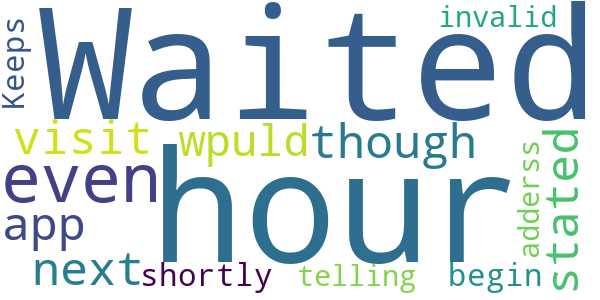 invalid
Waited
Keeps
visit
wpuld
though
even
hour
stated
adderss
app
next
shortly
telling
begin